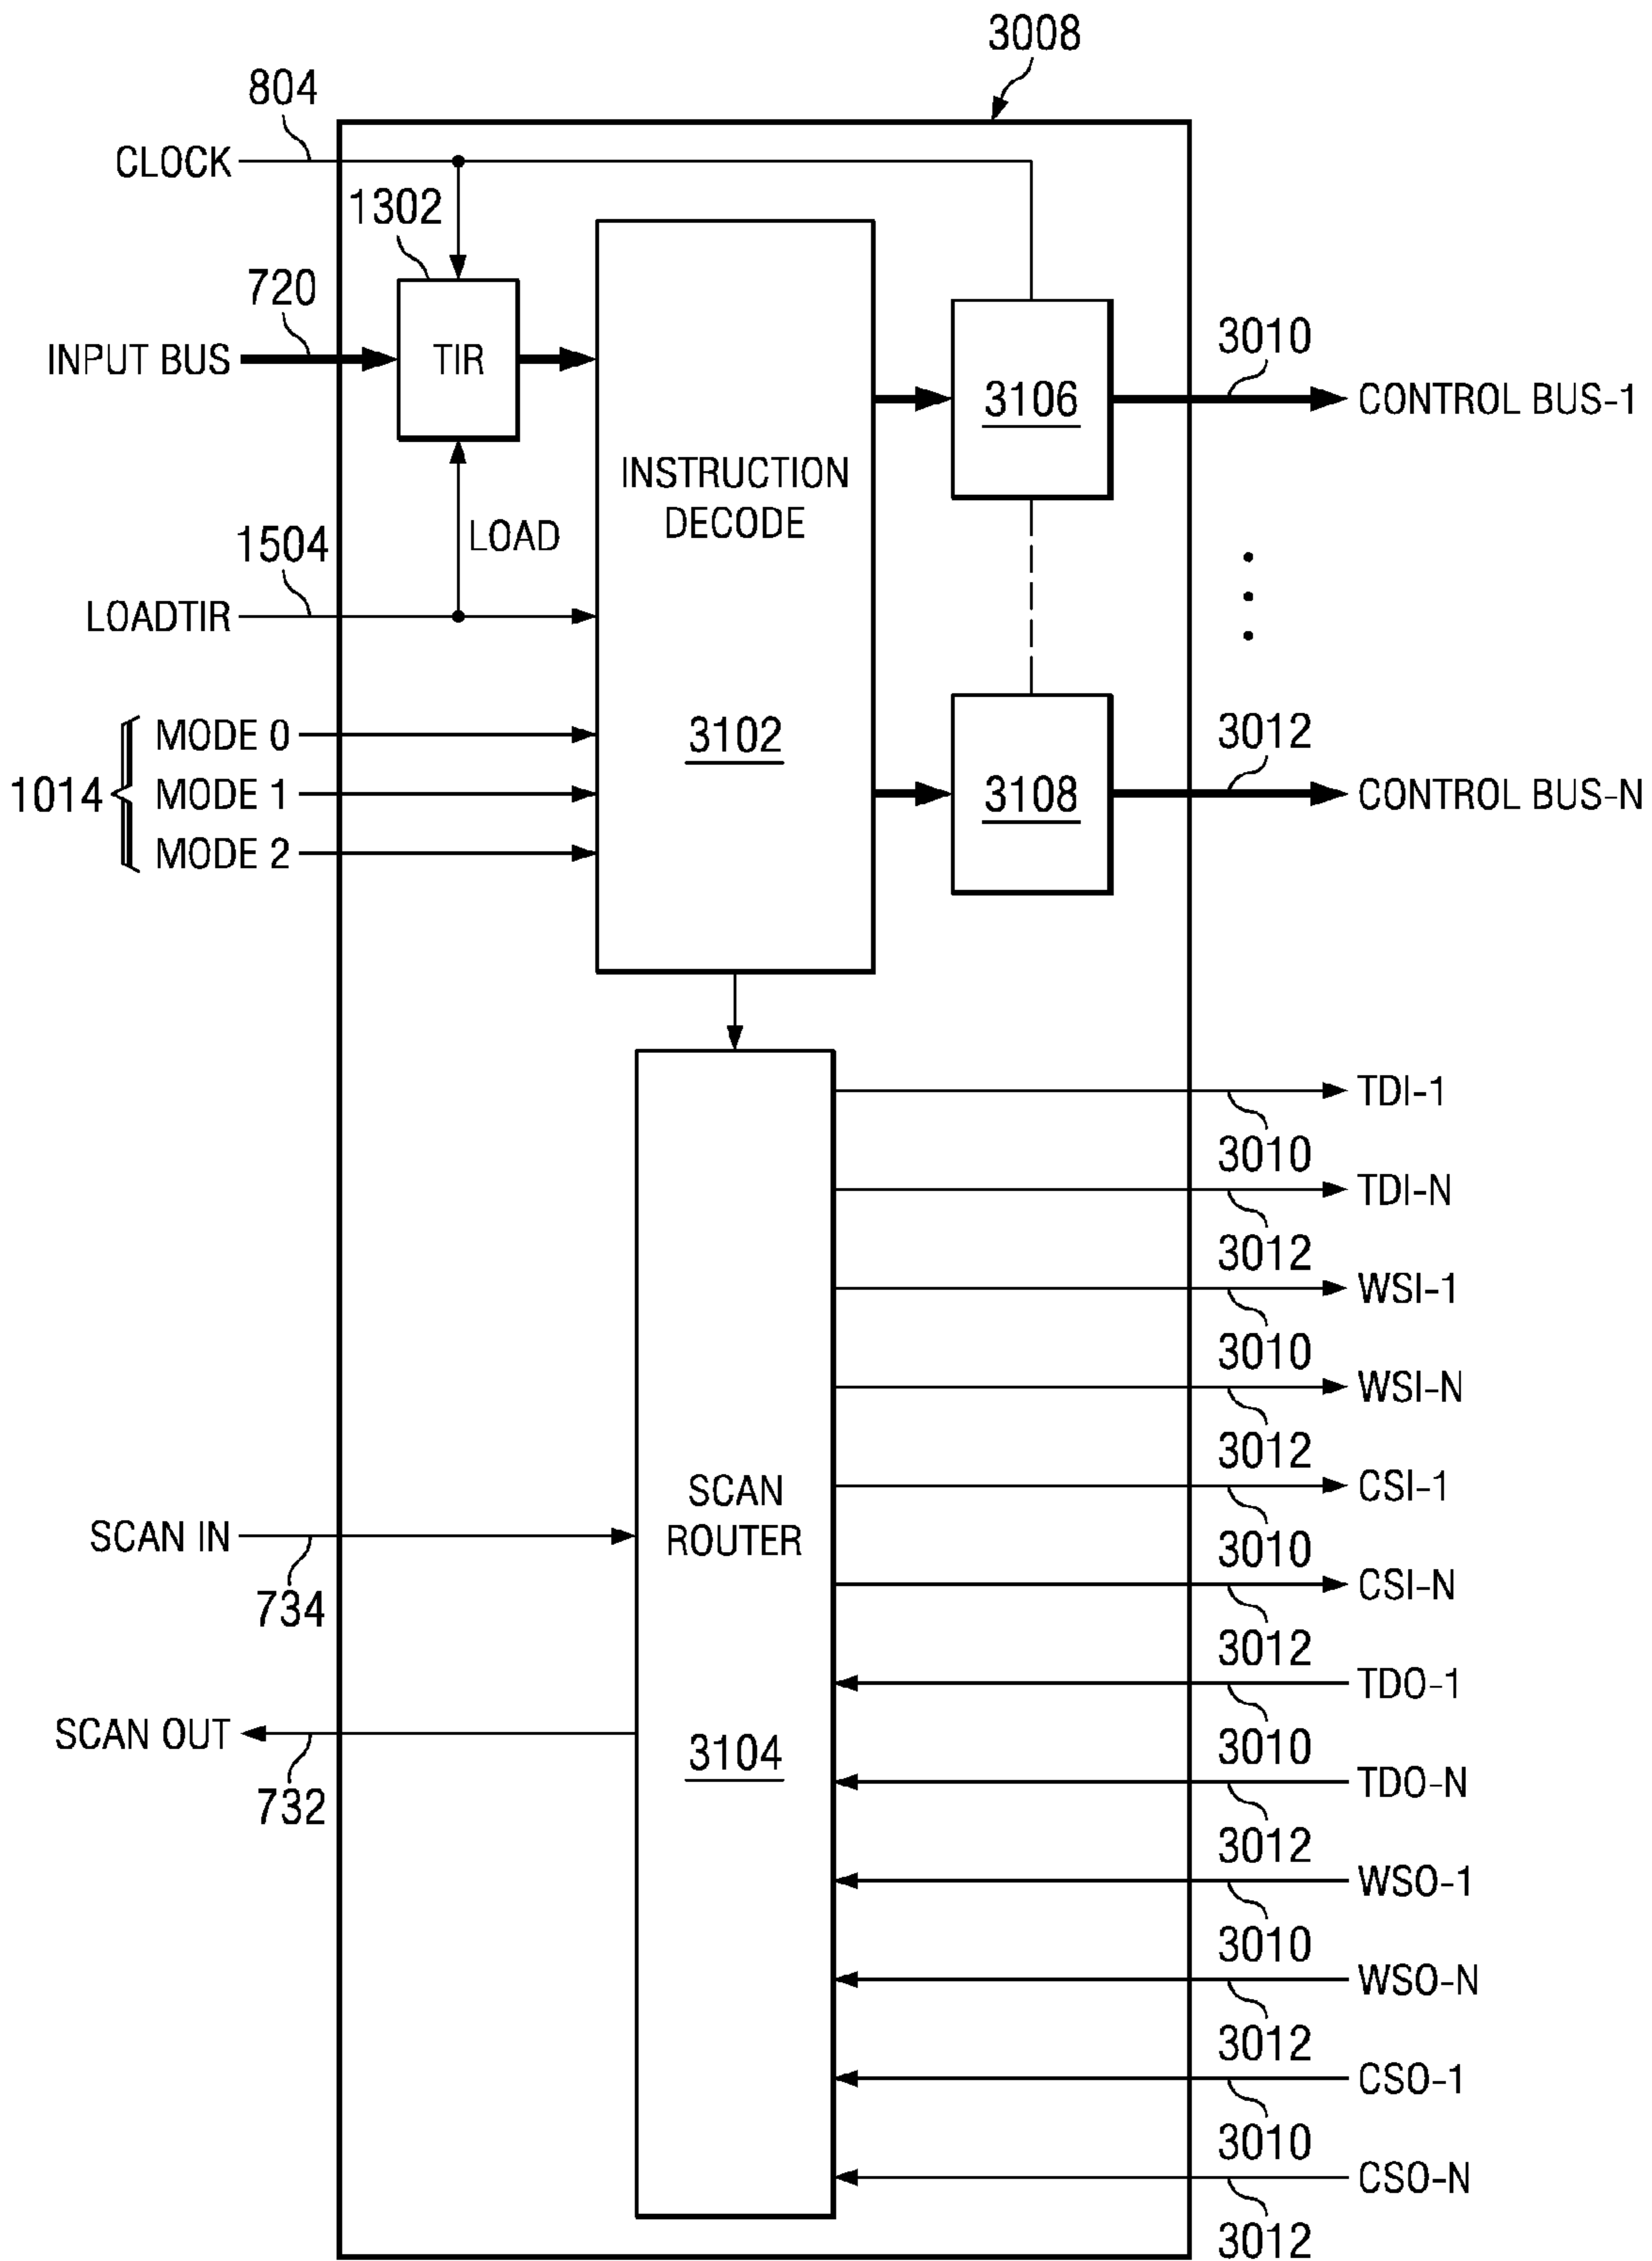 3008
804
CLOCK
1302
720
INPUT BUS
TIR
3106
3010
CONTROL BUS-1
INSTRUCTION
DECODE
1504
LOAD
LOADTIR
3102
3012
1014
MODE 0
MODE 1
MODE 2
3108
CONTROL BUS-N
TDI-1
3010
TDI-N
3012
WSI-1
3010
WSI-N
3012
SCAN
ROUTER
CSI-1
3010
SCAN IN
734
CSI-N
3012
TDO-1
3010
SCAN OUT
732
3104
TDO-N
3012
WSO-1
3010
WSO-N
3012
CSO-1
3010
CSO-N
3012